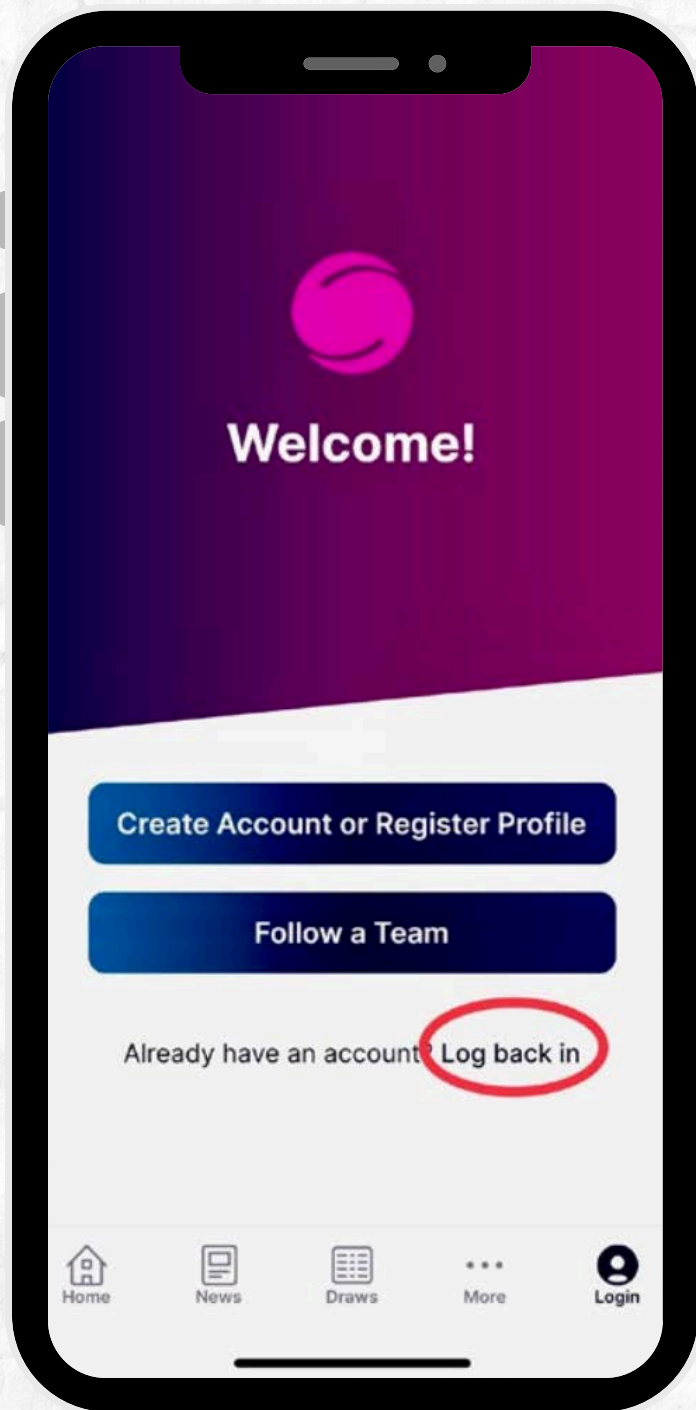 Welcome!
Create Account or Register Profile
Follow a Team
Already have an account? Log back in
Home News Draws More Login